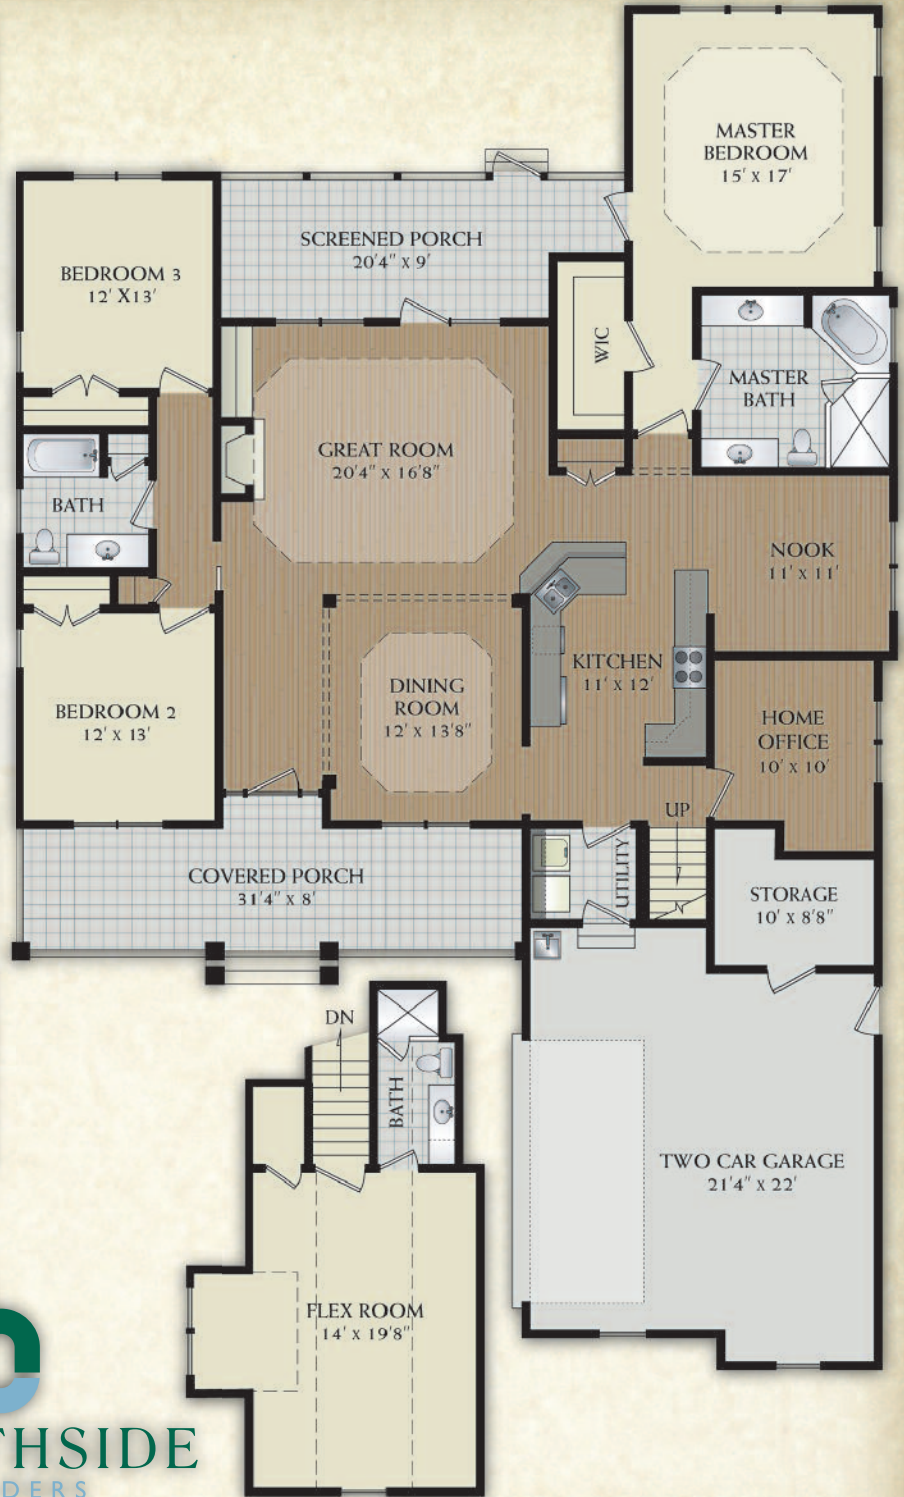 MASTER
BEDROOM
15' X 17'
SCREENED PORCH
20'4" X 9'
BEDROOM 3
12' X13'
WIC
MASTER
BATH
GREAT ROOM
20'4" X 16'8"
BATH
NOOK
11' X 11'
KITCHEN
11' X 12'
DINING
ROOM
12' X 13'8"
BEDROOM 2
12' X 13'
HOME
OFFICE
10' X 10'
UP
UTILITY
COVERED PORCH
31'4" X 8'
STORAGE
10' X 8'8"
DN
BATH
TWO CAR GARAGE
21'4" X 22'
FLEX ROOM
14' X 19'8"
THSIDE
DERS